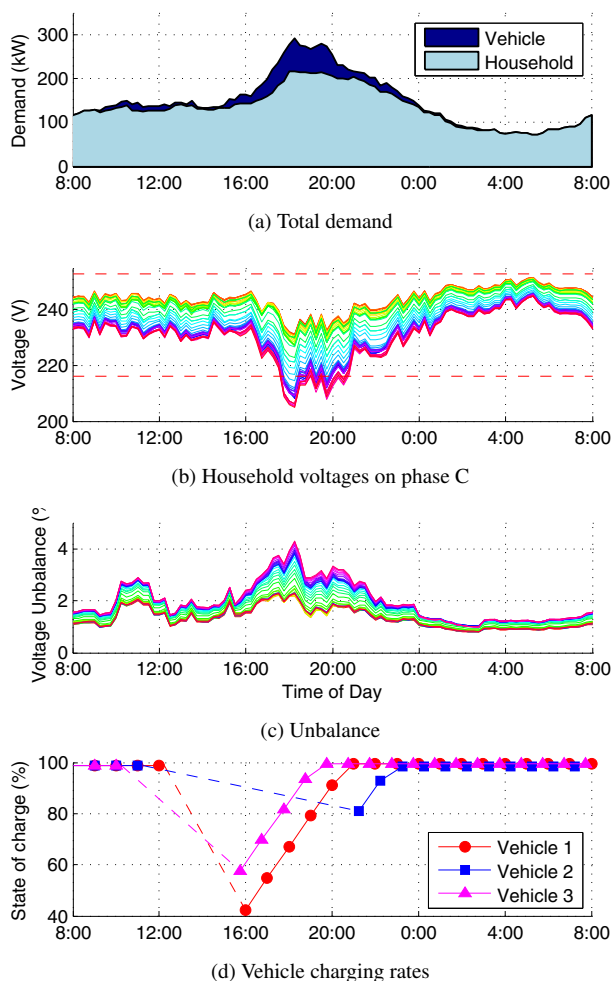 300
200
100
0
Demand (kW)
Vehicle
Household
8:00 12:00 16:00 20:00 0:00 4:00 8:00
(a) Total demand
240
220
200
Voltage (V)
8:00 12:00 16:00 20:00 0:00 4:00 8:00
(b) Household voltages on phase C
4
2
0
Voltage Unbalance (%
8:00 12:00 16:00 20:00 0:00 4:00 8:00
Time of Day
(c) Unbalance
100
80
60
40
State of charge (%)
Vehicle 1
Vehicle 2
Vehicle 3
8:00 12:00 16:00 20:00 0:00 4:00 8:00
(d) Vehicle charging rates